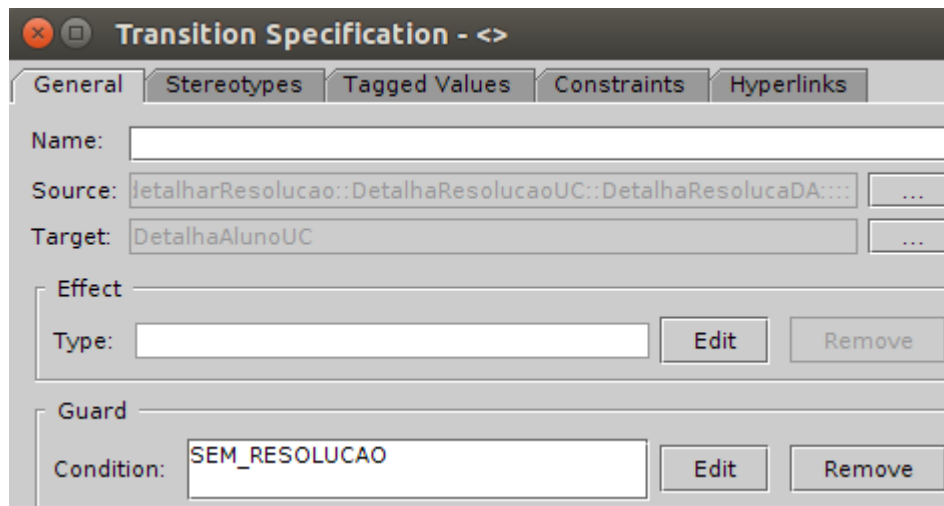 Transition Specification - <>
General Stereotypes Tagged Values Constraints Hyperlinks
Name:
Source: detalharResolucao::DetalhaResolucaoUC::DetalhaResolucaDA:::: ...
Target: DetalhaAlunoUC ...
Effect
Type: Edit Remove
Guard
Condition: SEM_RESOLUCAO Edit Remove